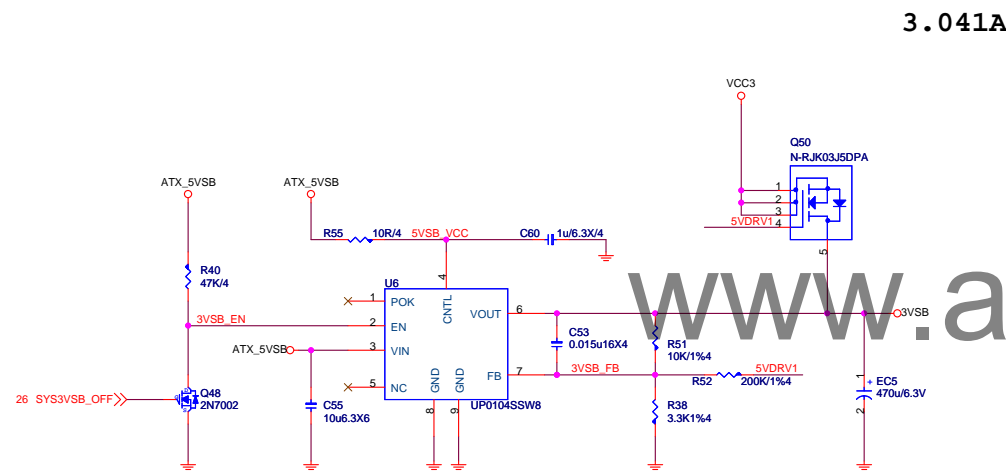 3.041A
VCC3
Q50
N-RJK03J5DPA
1
2
3
5VDRV1 4
5
ATX_5VSB
ATX_5VSB
R55 10R/4 5VSB_VCC C60 1u/6.3X/4
R40
47K/4
4
U6
1 POK CNTL
VOUT 6
3VSB_EN 2 EN
ATX_5VSB 3 VIN
5 NC
GND GND
FB 7
8 9 UP0104SSW8
C53
0.015u16X4
R51
10K/1%4
3VSB_FB
R52 200K/1%4 5VDRV1
R38
3.3K1%4
3VSB
1
+ EC5
470u/6.3V
2
26 SYS3VSB_OFF
Q48
2N7002
C55
10u6.3X6
www.a